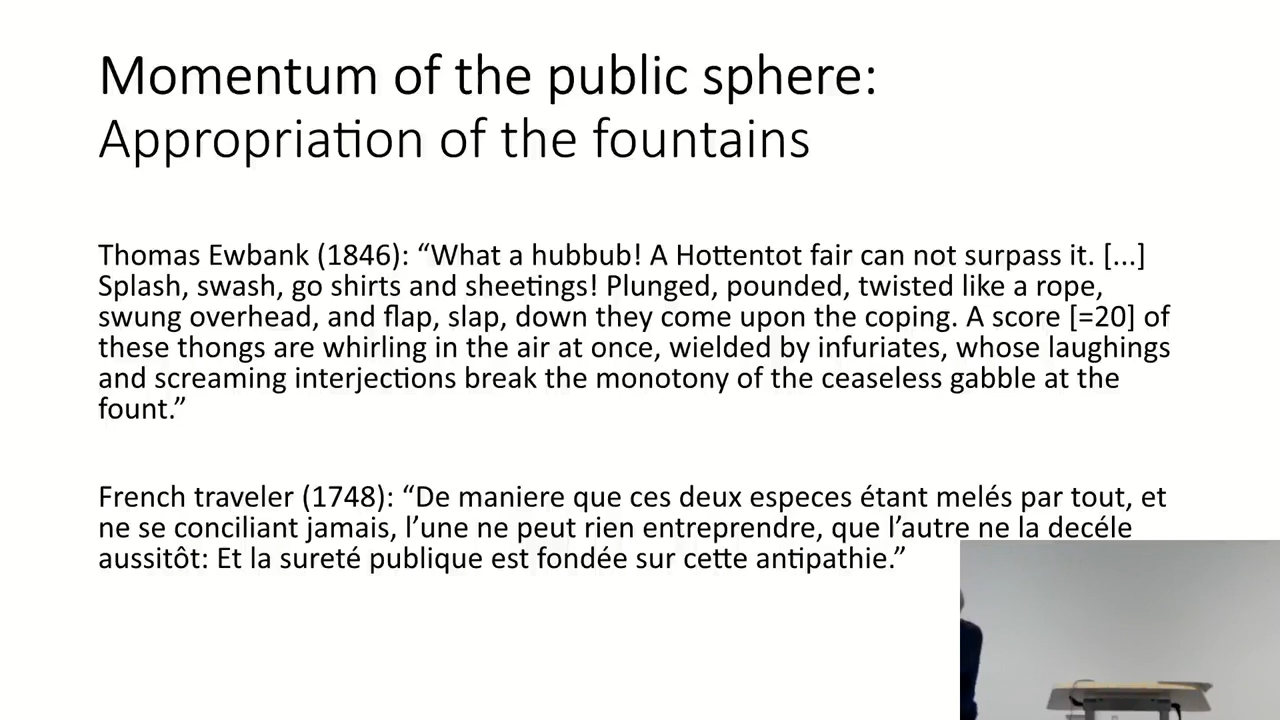 Momentum of the public sphere:
Appropriation of the fountains
Thomas Ewbank (1846): “What a hubbub! A Hottentot fair can not surpass it. [...]
Splash, swash, go shirts and sheetings! Plunged, pounded, twisted like a rope,
swung overhead, and flap, slap, down they come upon the coping. A score [=20] of
these thongs are whirling in the air at once, wielded by infuriates, whose laughings
and screaming interjections break the monotony of the ceaseless gabble at the
fount.”
French traveler (1748): “De maniere que ces deux especes étant melés par tout, et
ne se conciliant jamais, l’une ne peut rien entreprendre, que l’autre ne la decéle
aussitôt: Et la sureté publique est fondée sur cette antipathie.”